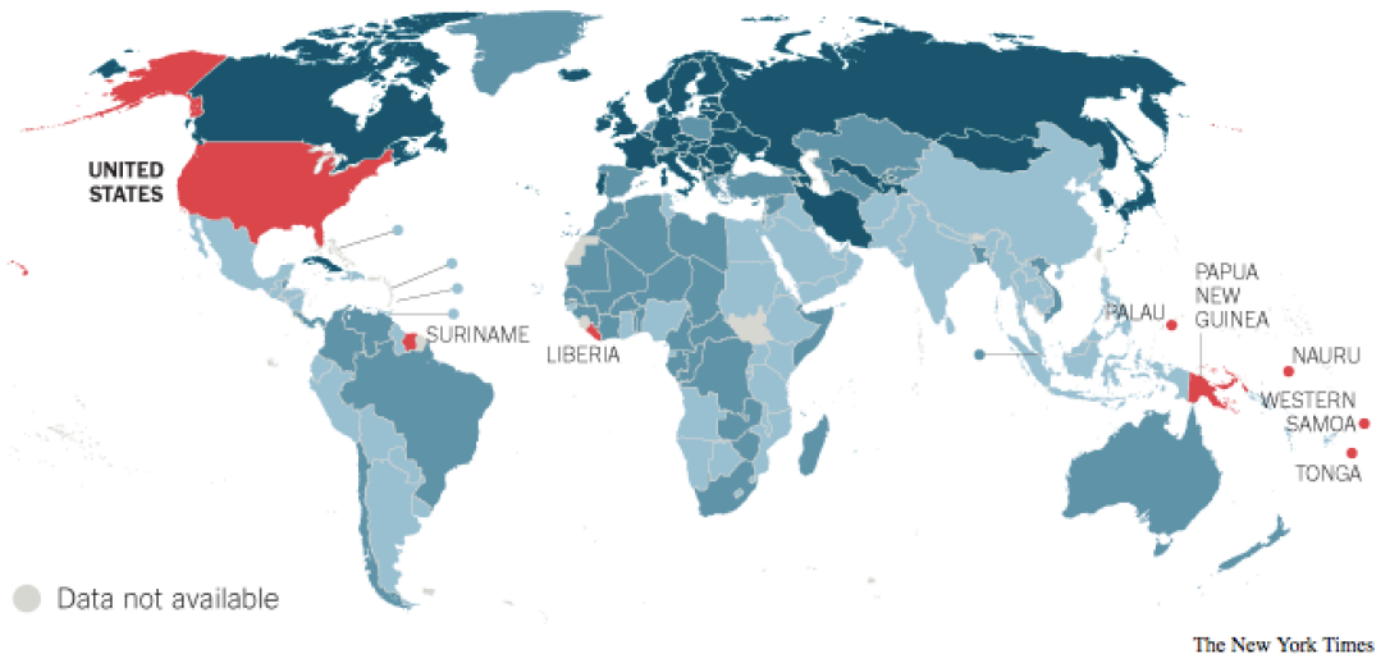 UNITED
STATES
SURINAME
LIBERIA
PALAU
PAPUA
NEW
GUINEA
NAURU
WESTERN
SAMOA
TONGA
Data not available
The New York Times